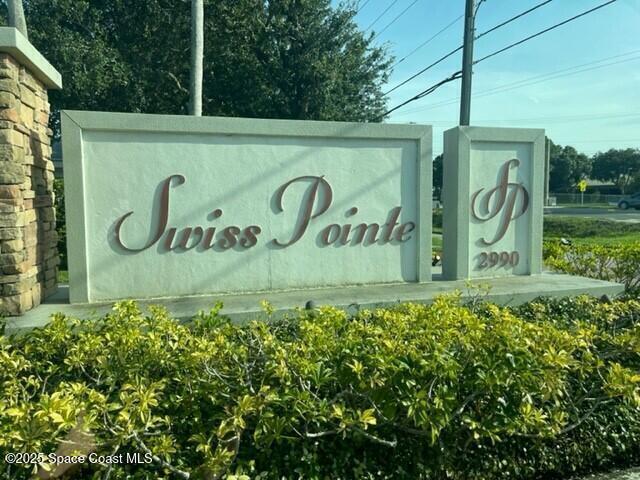 Swiss Pointe
SP
2990
©2025 Space Coast MLS